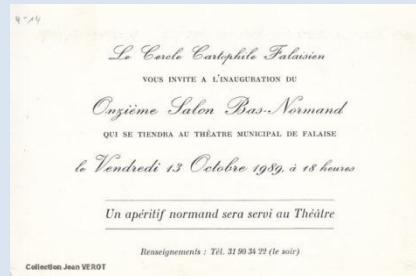 4-14
Le Cercle Cartophile Falaisien
VOUS INVITE A L'INAUGURATION DU
Onzième Salon Bas-Normand
QUI SE TIENDRA AU THÉATRE MUNICIPAL DE FALAISE
le Vendredi 13 Octobre 1989, à 18 heures
Un apéritif normand sera servi au Théâtre
Renseignements : Tél. 31 90 34 22 (le soir)
Collection Jean VEROT